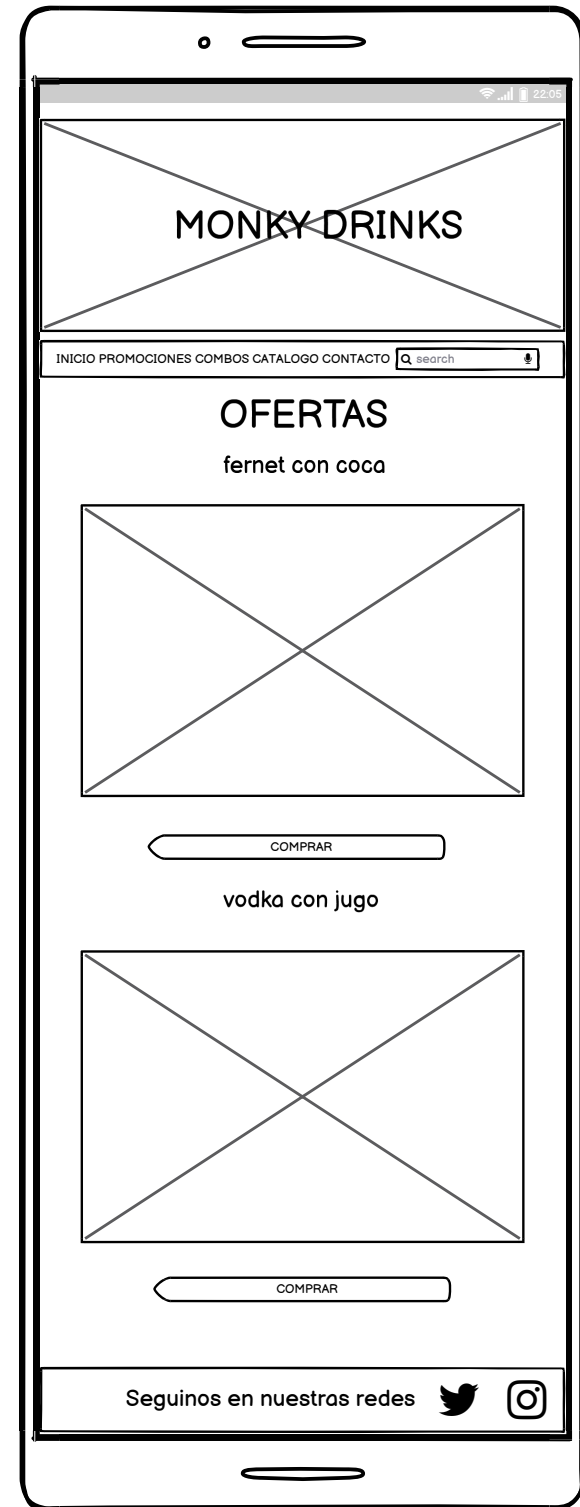 22:05
MONKY DRINKS
INICIO PROMOCIONES COMBOS CATALOGO CONTACTO search
OFERTAS
fernet con coca
COMPRAR
vodka con jugo
COMPRAR
Seguinos en nuestras redes